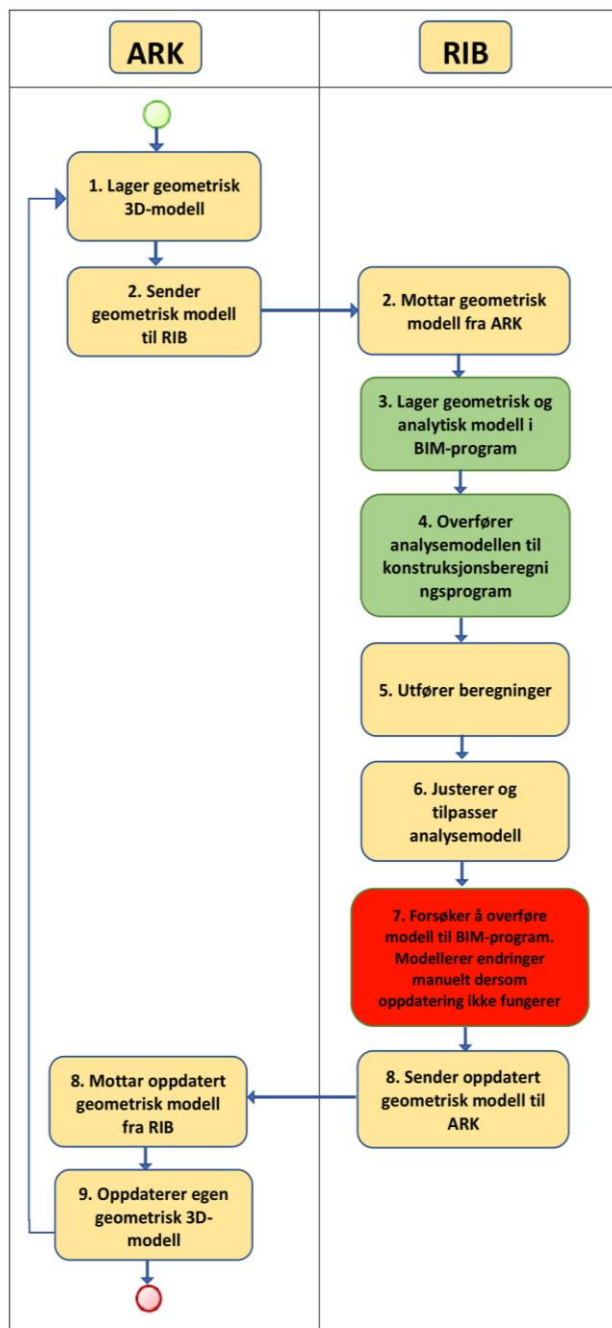 ARK
RIB
1. Lager geometrisk
3D-modell
2. Sender
geometrisk modell
til RIB
2. Mottar geometrisk
modell fra ARK
3. Lager geometrisk og
analytisk modell i
BIM-program
4. Overfører
analysemodellen til
konstruksjonsberegni
ngsprogram
5. Utfører beregninger
6. Justerer og
tilpasser
analysemodell
7. Forsøker å overføre
modell til BIM-program.
Modellerer endringer
manuelt dersom
oppdatering ikke fungerer
8. Sender oppdatert
geometrisk modell til
ARK
8. Mottar oppdatert
geometrisk modell
fra RIB
9. Oppdaterer egen
geometrisk 3D-
modell